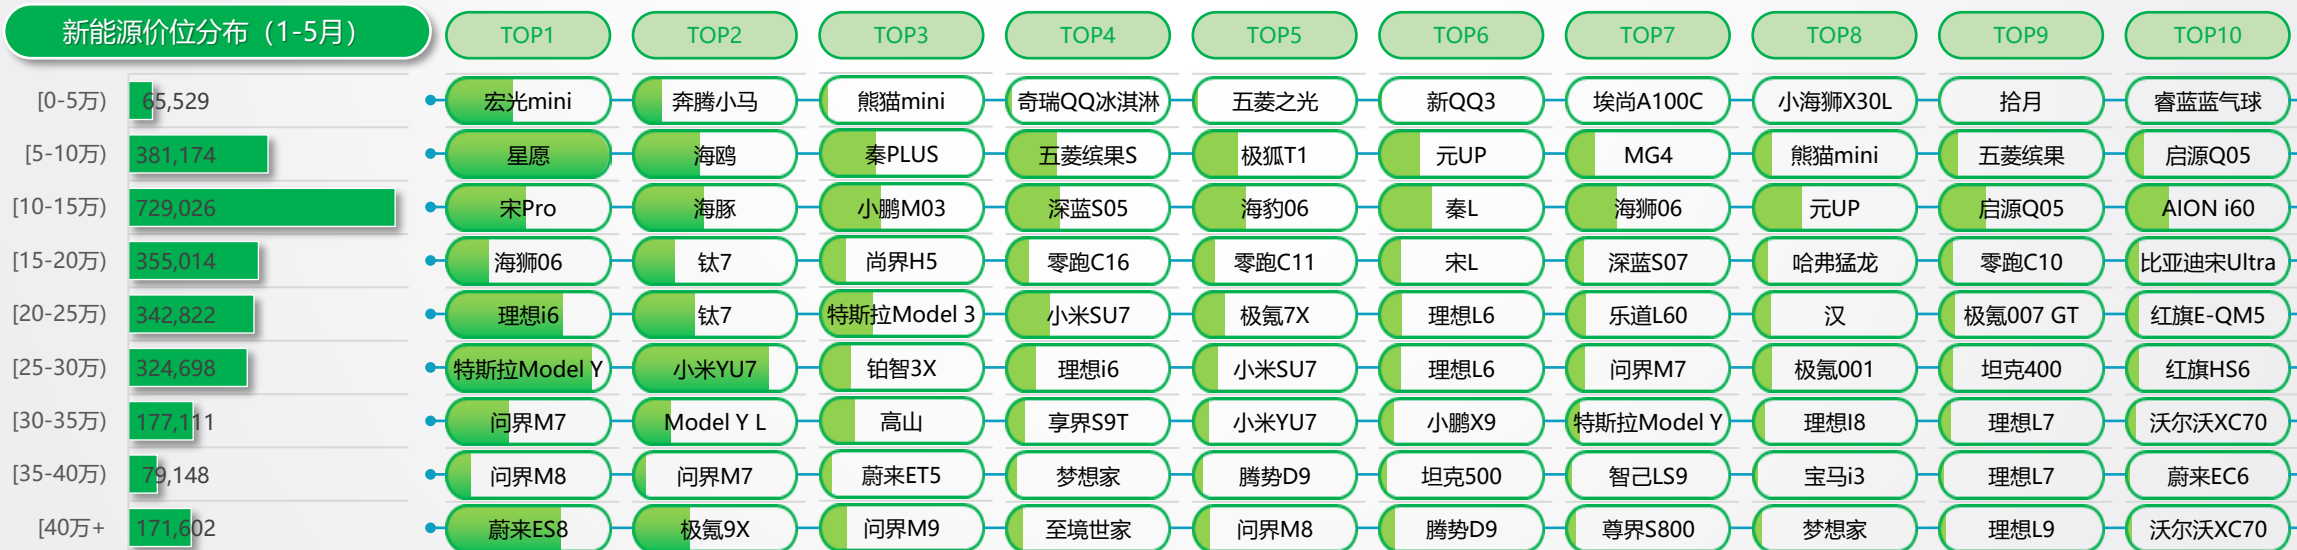 新能源价位分布（1-5月） TOP1 TOP2 TOP3 TOP4 TOP5 TOP6 TOP7 TOP8 TOP9 TOP10
[0-5万) 65,529 宏光mini 奔腾小马 熊猫mini 奇瑞QQ冰淇淋 五菱之光 新QQ3 埃尚A100C 小海狮X30L 拾月 睿蓝蓝气球
[5-10万) 381,174 星愿 海鸥 秦PLUS 五菱缤果S 极狐T1 元UP MG4 熊猫mini 五菱缤果 启源Q05
[10-15万) 729,026 宋Pro 海豚 小鹏M03 深蓝S05 海豹06 秦L 海狮06 元UP 启源Q05 AION i60
[15-20万) 355,014 海狮06 钛7 尚界H5 零跑C16 零跑C11 宋L 深蓝S07 哈弗猛龙 零跑C10 比亚迪宋Ultra
[20-25万) 342,822 理想i6 钛7 特斯拉Model 3 小米SU7 极氪7X 理想L6 乐道L60 汉 极氪007 GT 红旗E-QM5
[25-30万) 324,698 特斯拉Model Y 小米YU7 铂智3X 理想i6 小米SU7 理想L6 问界M7 极氪001 坦克400 红旗HS6
[30-35万) 177,111 问界M7 Model Y L 高山 享界S9T 小米YU7 小鹏X9 特斯拉Model Y 理想I8 理想L7 沃尔沃XC70
[35-40万) 79,148 问界M8 问界M7 蔚来ET5 梦想家 腾势D9 坦克500 智己LS9 宝马i3 理想L7 蔚来EC6
[40万+ 171,602 蔚来ES8 极氪9X 问界M9 至境世家 问界M8 腾势D9 尊界S800 梦想家 理想L9 沃尔沃XC70